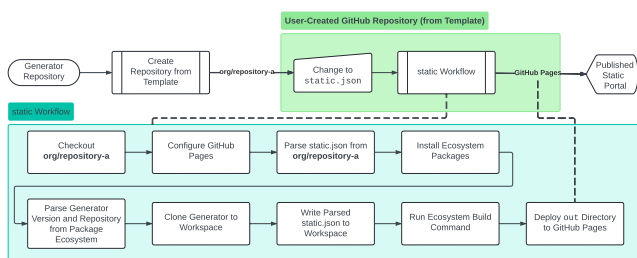 User-Created GitHub Repository (from Template)
Generator
Repository
Create
Repository from
Template
org/repository-a
Change to
static.json
static Workflow
GitHub Pages
Published
Static
Portal
static Workflow
Checkout
org/repository-a
Configure GitHub
Pages
Parse static.json from
org/repository-a
Install Ecosystem
Packages
Parse Generator
Version and Repository
from Package
Ecosystem
Clone Generator to
Workspace
Write Parsed
static.json to
Workspace
Run Ecosystem Build
Command
Deploy out Directory
to GitHub Pages